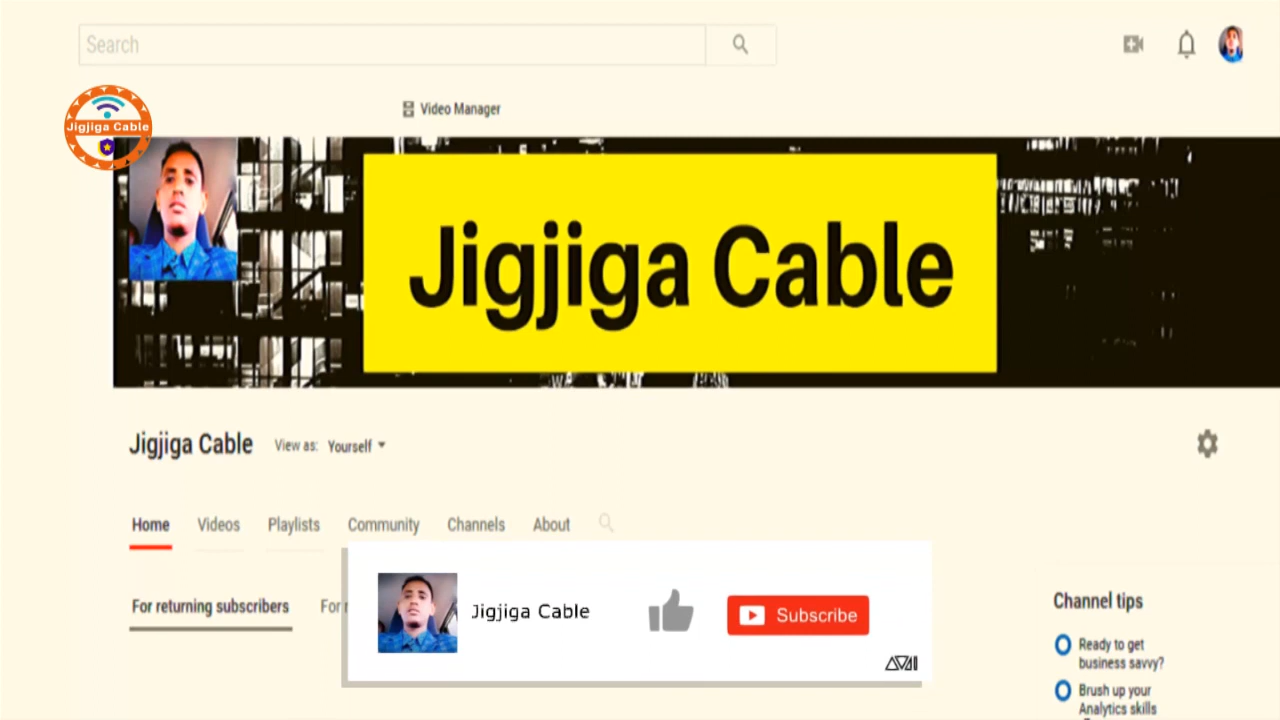 Search
Jigjiga Cable
Video Manager
Jigjiga Cable
Jigjiga Cable View as: Yourself
Home Videos Playlists Community Channels About
For returning subscribers For
Jigjiga Cable Subscribe
Channel tips
Ready to get
business savvy?
Brush up your
Analytics skills